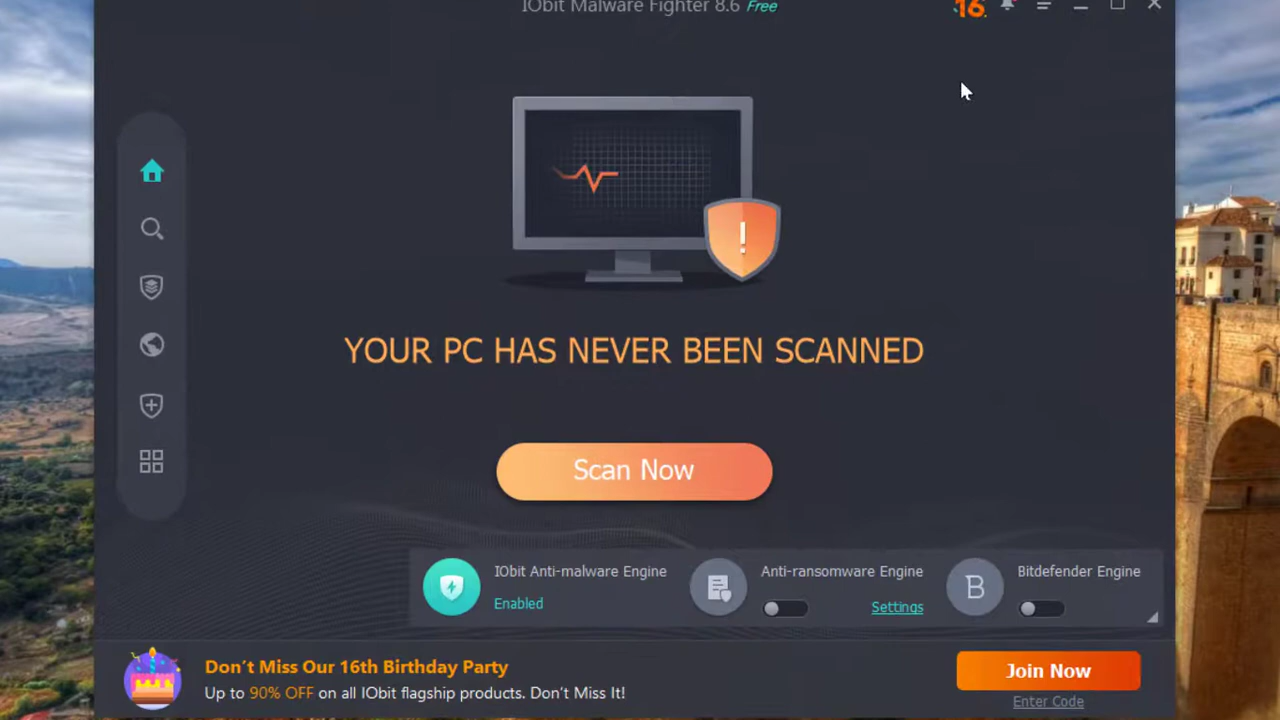 IObit Malware Fighter 8.6 Free
16
YOUR PC HAS NEVER BEEN SCANNED
Scan Now
IObit Anti-malware Engine
Enabled
Anti-ransomware Engine
Settings
B
Bitdefender Engine
Don't Miss Our 16th Birthday Party
Up to 90% OFF on all IObit flagship products. Don't Miss It!
Join Now
Enter Code